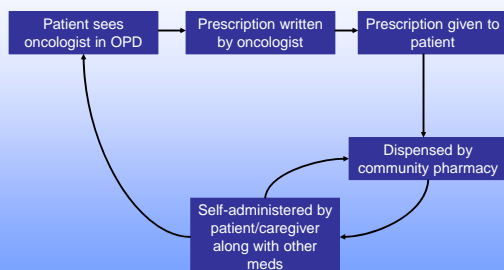 Patient sees
oncologist in OPD
Prescription written
by oncologist
Prescription given to
patient
Dispensed by
community pharmacy
Self-administered by
patient/caregiver
along with other
meds